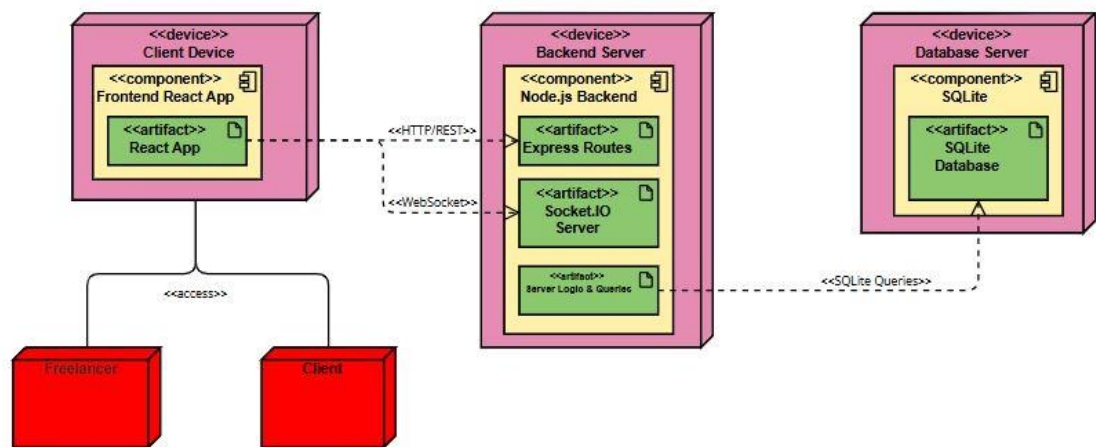 <<device>>
Client Device
<<component>>
Frontend React App
<<artifact>>
React App
<<HTTP/REST>>
<<WebSocket>>
<<device>>
Backend Server
<<component>>
Node.js Backend
<<artifact>>
Express Routes
<<artifact>>
Socket.IO
Server
<<artifact>>
Server Logic & Queries
<<SQLite Queries>>
<<device>>
Database Server
<<component>>
SQLite
<<artifact>>
SQLite
Database
<<access>>
Freelancer
Client